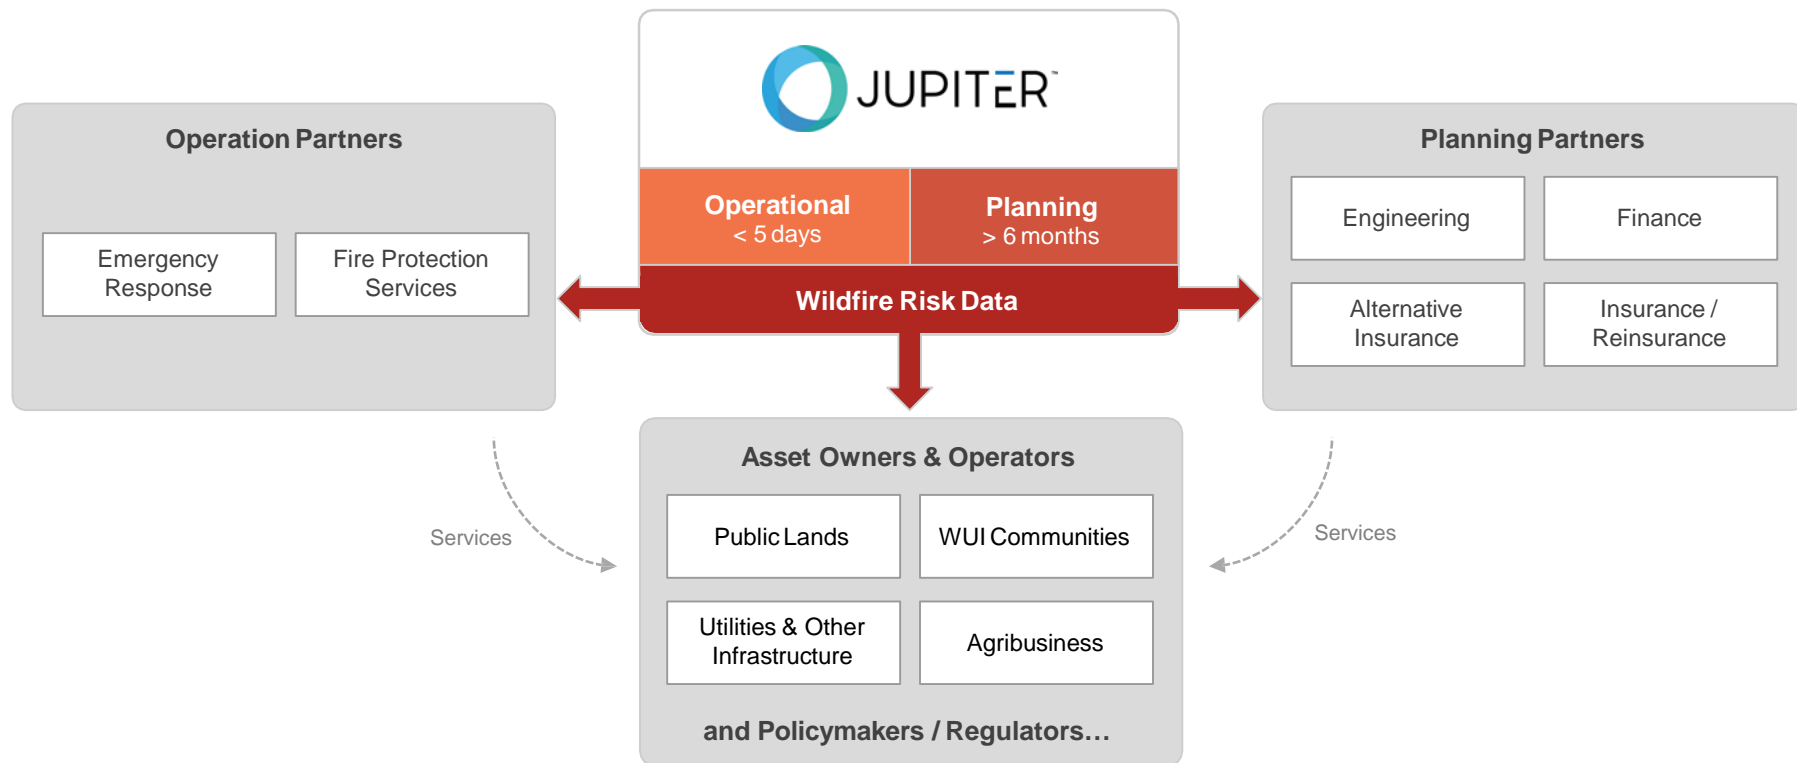 JUPITER™
Operation Partners
Emergency
Response
Fire Protection
Services
Operational
< 5 days
Planning
> 6 months
Wildfire Risk Data
Planning Partners
Engineering
Finance
Alternative
Insurance
Insurance /
Reinsurance
Services
Asset Owners & Operators
Public Lands
WUI Communities
Utilities & Other
Infrastructure
Agribusiness
and Policymakers / Regulators...
Services